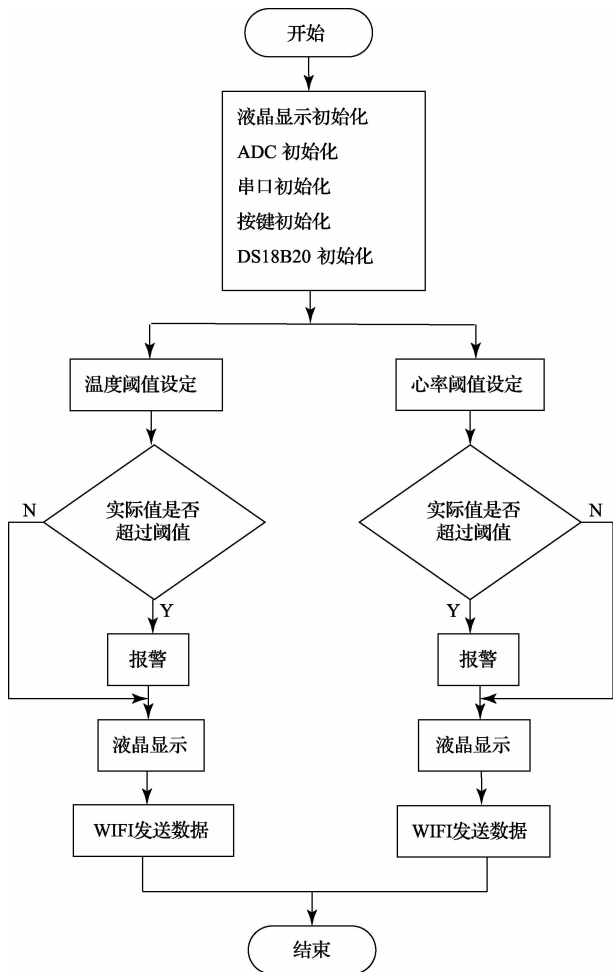 开始
液晶显示初始化
ADC 初始化
串口初始化
按键初始化
DS18B20 初始化
温度阈值设定
心率阈值设定
N
实际值是否
超过阈值
实际值是否
超过阈值
N
Y
Y
报警
报警
液晶显示
液晶显示
WIFI发送数据
WIFI发送数据
结束